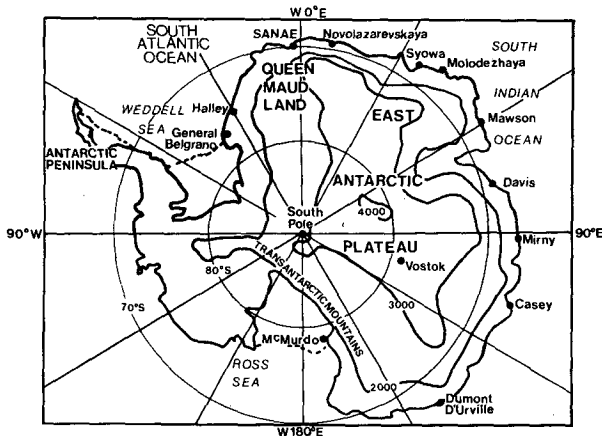 W 0°E
SOUTH
ATLANTIC
OCEAN
SANAE
Novolazarevskaya
Syowa
SOUTH
Molodezhaya
QUEEN
MAUD
LAND
INDIAN
WEDDELL
SEA
Halley
EAST
Mawson
General
Belgrano
OCEAN
ANTARCTIC
PENINSULA
ANTARCTIC
Davis
4000
South
Pole
90°W
90°E
PLATEAU
Mirny
TRANSANTARCTIC MOUNTAINS
Vostok
80°S
70°S
3000
Casey
McMURDO
ROSS
SEA
2000
Dumont
D'Urville
W180°E